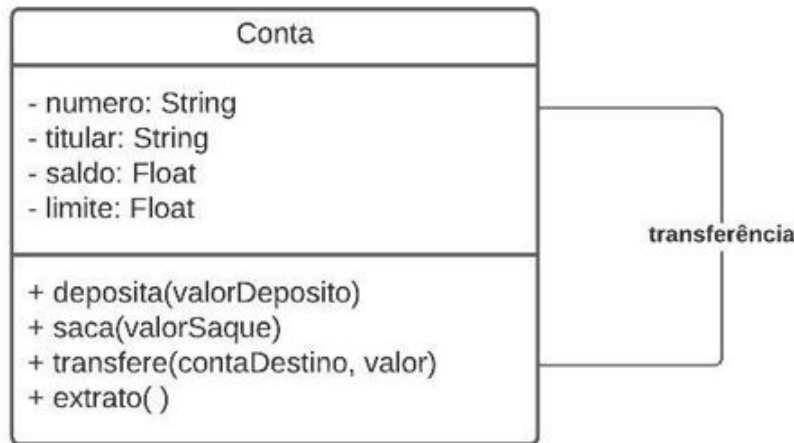 Conta
- numero: String
- titular: String
- saldo: Float
- limite: Float
transferência
+ deposita(valorDeposito)
+ saca(valorSaque)
+ transfere(contaDestino, valor)
+ extrato( )